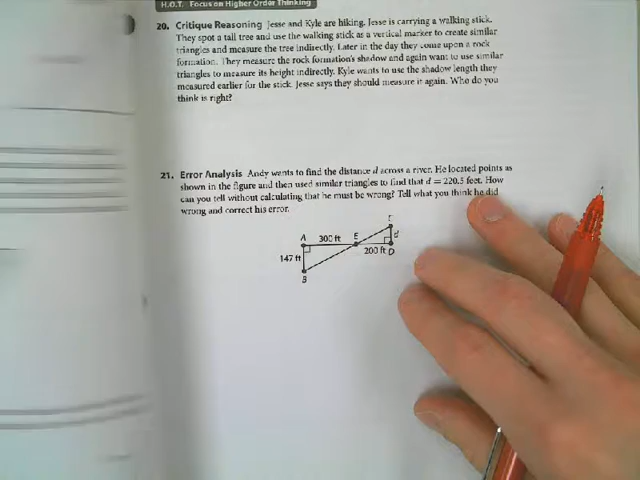 H.O.T. Focus on Higher Order Thinking
20. Critique Reasoning Jesse and Kyle are hiking. Jesse is carrying a walking stick.
They spot a tall tree and use the walking stick as a vertical marker to create similar
triangles and measure the tree indirectly. Later in the day they come upon a rock
formation. They measure the rock formation's shadow and again want to use similar
triangles to measure its height indirectly. Kyle wants to use the shadow length they
measured earlier for the stick. Jesse says they should measure it again. Who do you
think is right?
21. Error Analysis Andy wants to find the distance d across a river. He located points as
shown in the figure and then used similar triangles to find that d = 220.5 feet. How
can you tell without calculating that he must be wrong? Tell what you think he did
wrong and correct his error.
A 300 ft E d
147 ft 200 ft D
B